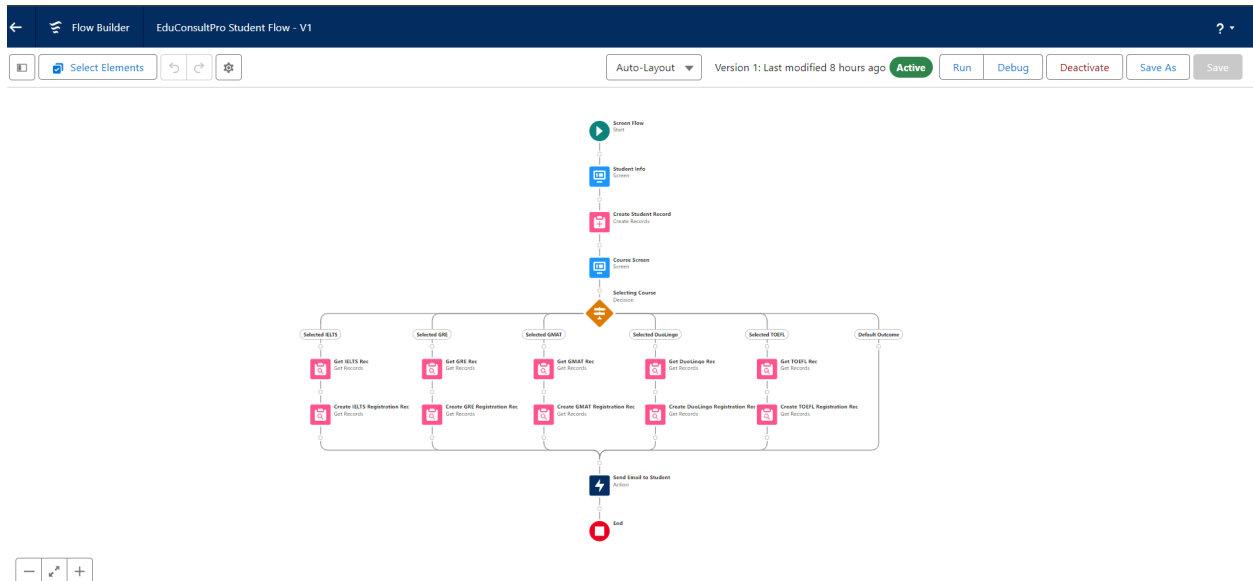 Flow Builder EduConsultPro Student Flow - V1 ?
Select Elements Auto-Layout Version 1: Last modified 8 hours ago Active Run Debug Deactivate Save As Save
Screen Flow
Start
Student Info
Screen
Create Student Record
Create Records
Course Screen
Screen
Selecting Course
Decision
Selected IELTS Selected GRE Selected GMAT Selected DuoLingo Selected TOEFL Default Outcome
Get IELTS Rec Get GRE Rec Get GMAT Rec Get DuoLingo Rec Get TOEFL Rec
Get Records Get Records Get Records Get Records Get Records
Create IELTS Registration Rec Create GRE Registration Rec Create GMAT Registration Rec Create DuoLingo Registration Rec Create TOEFL Registration Rec
Get Records Get Records Get Records Get Records Get Records
Send Email to Student
Action
End